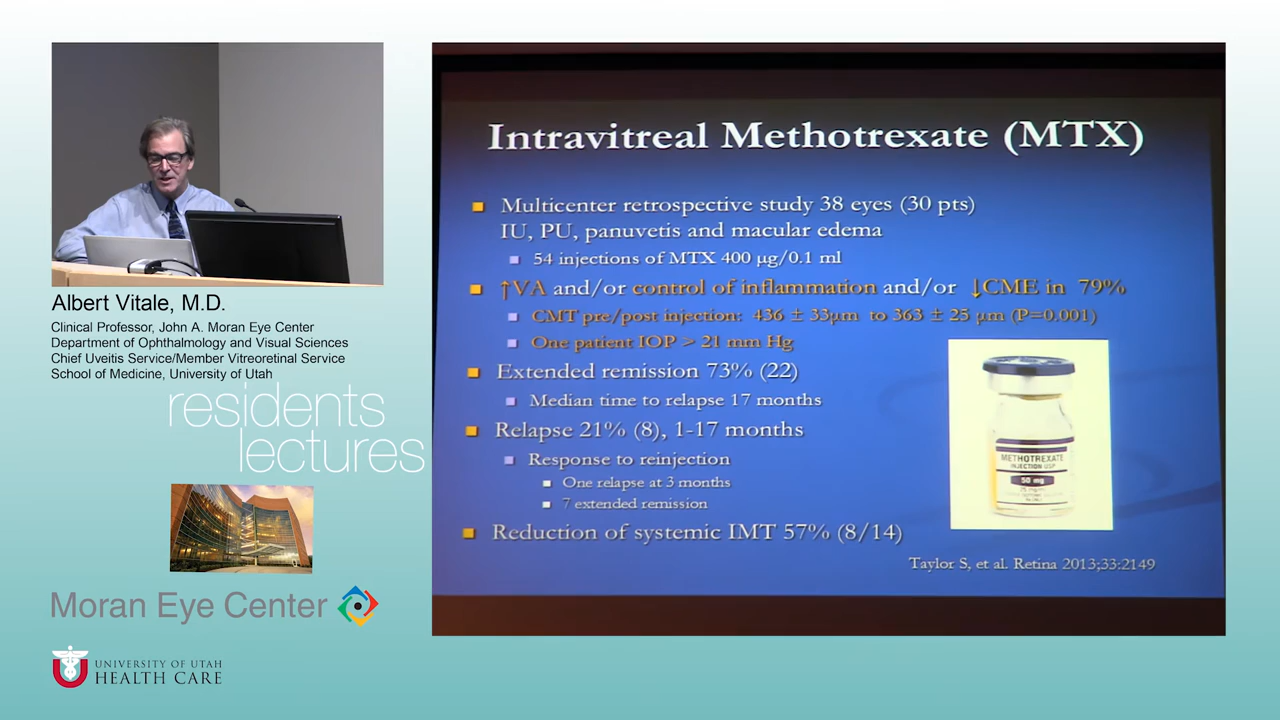 Albert Vitale, M.D.
Clinical Professor, John A. Moran Eye Center
Department of Ophthalmology and Visual Sciences
Chief Uveitis Service/Member Vitreoretinal Service
School of Medicine, University of Utah
residents
lectures
Moran Eye Center
UNIVERSITY OF UTAH
HEALTH CARE
Intravitreal Methotrexate (MTX)
Multicenter retrospective study 38 eyes (30 pts)
IU, PU, panuvetis and macular edema
54 injections of MTX 400 µg/0.1 ml
↑VA and/or control of inflammation and/or ↓CME in 79%
CMT pre/post injection: 436 ± 33µm to 363 ± 25 µm (P=0.001)
One patient IOP > 21 mm Hg
Extended remission 73% (22)
Median time to relapse 17 months
Relapse 21% (8), 1-17 months
Response to reinjection
One relapse at 3 months
7 extended remission
Reduction of systemic IMT 57% (8/14)
METHOTREXATE
INJECTION USP
50 mg
Taylor S, et al. Retina 2013;33:2149